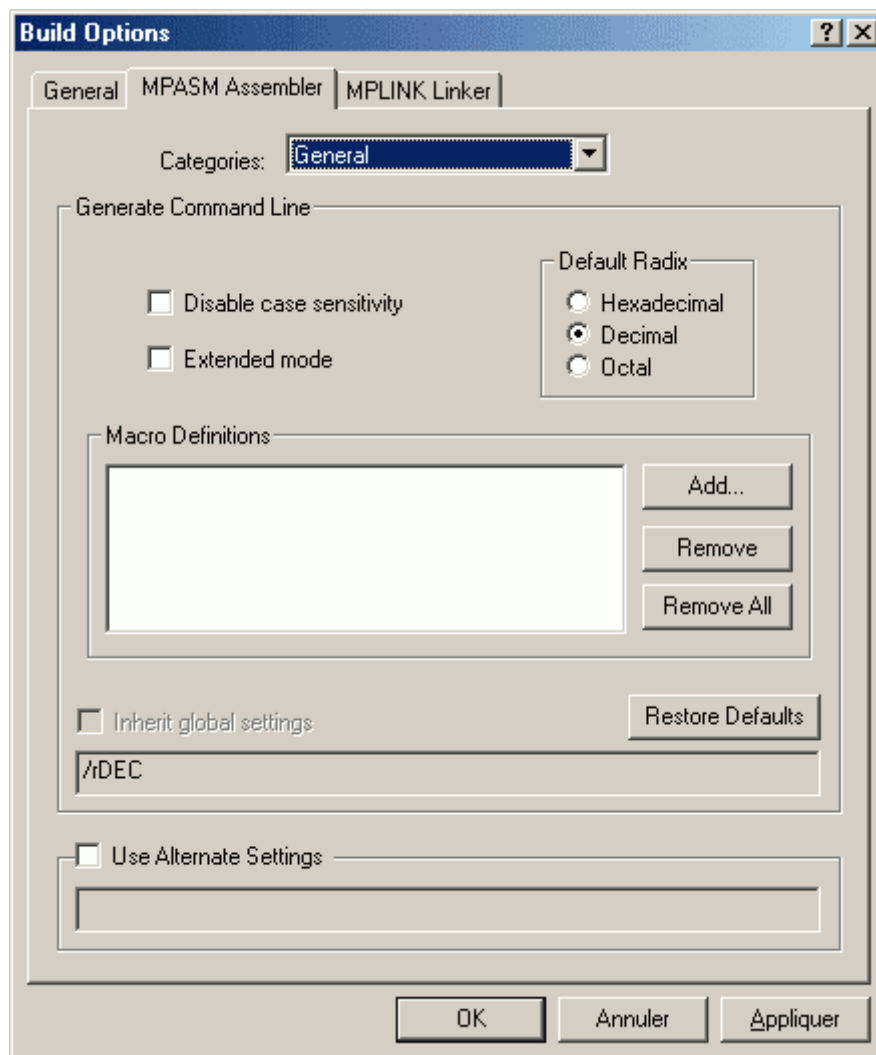 Build Options
General MPASM Assembler MPLINK Linker
Categories: General
Generate Command Line
Default Radix
Disable case sensitivity
Hexadecimal
Decimal
Extended mode
Octal
Macro Definitions
Add...
Remove
Remove All
Inherit global settings
Restore Defaults
/rDEC
Use Alternate Settings
OK Annuler Appliquer